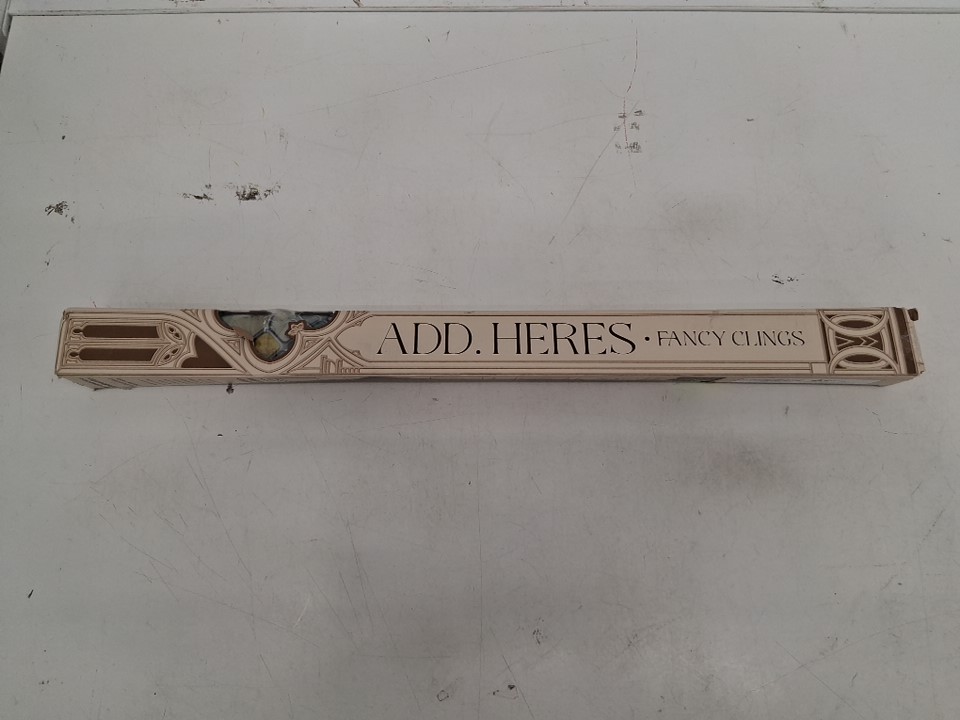 ADD. HERES · FANCY CLINGS